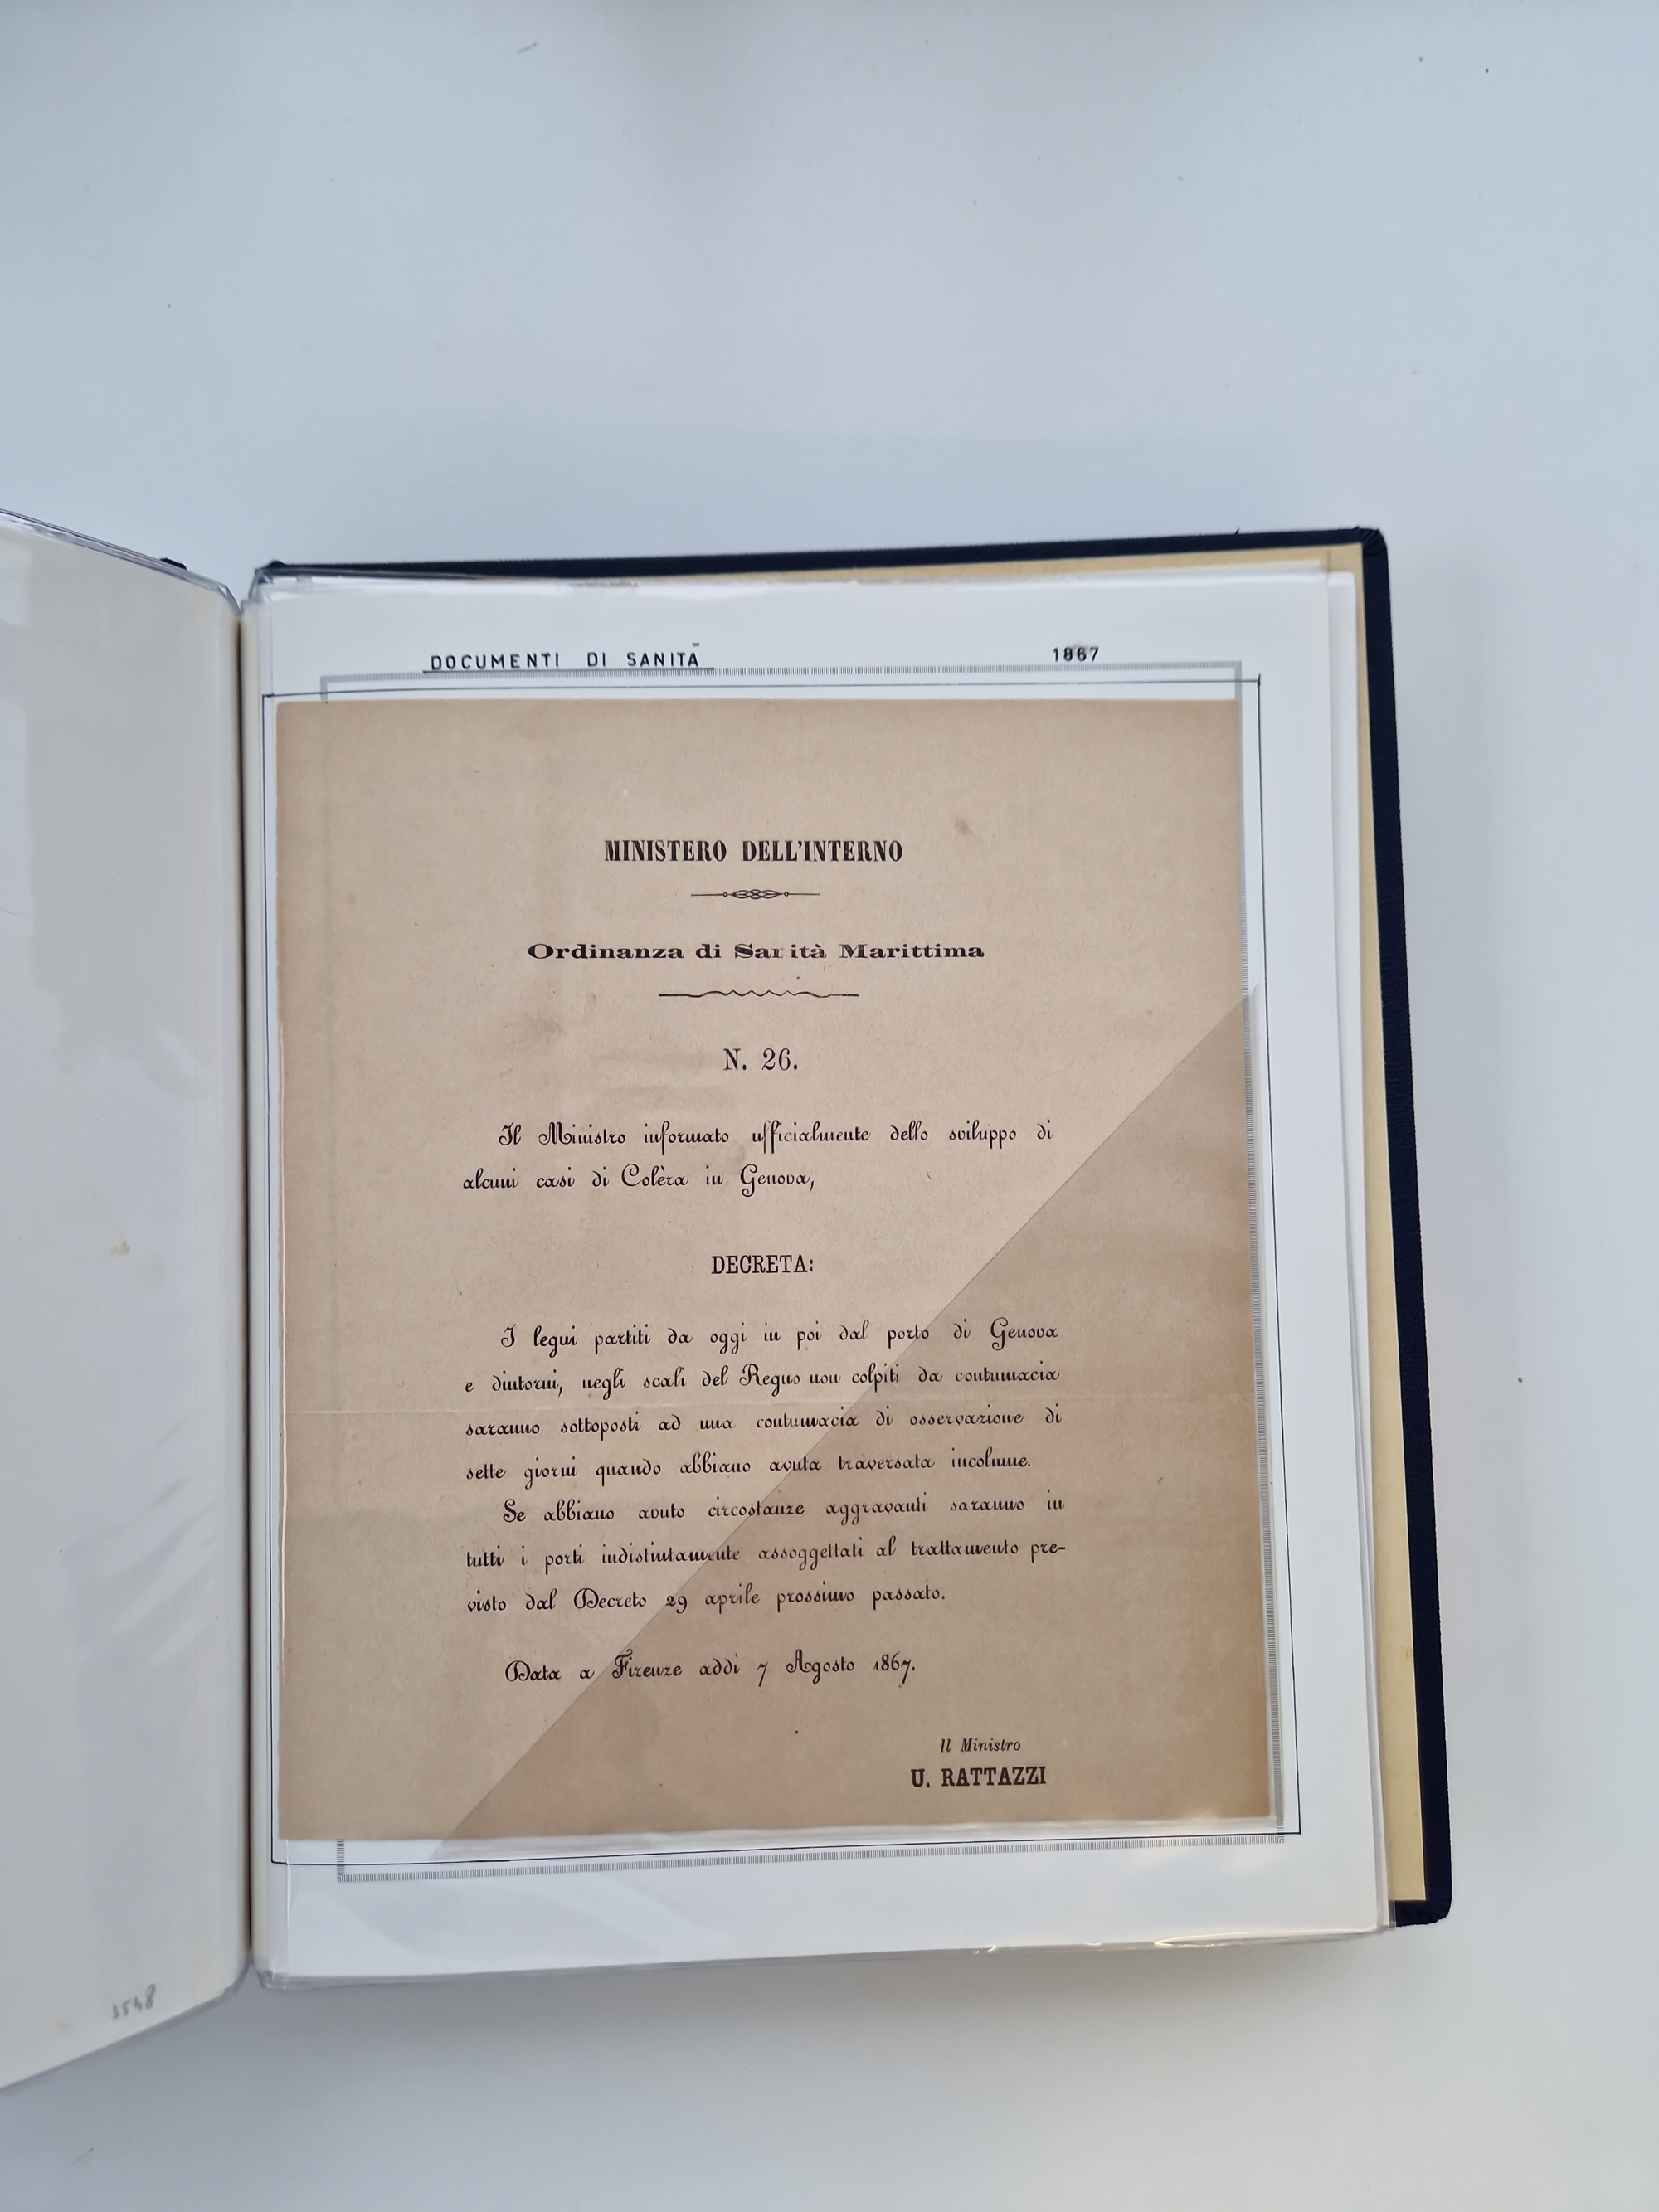 DOCUMENTI DI SANITÀ 1867
MINISTERO DELL'INTERNO
Ordinanza di Sanità Marittima
N. 26.
Il Ministro informato ufficialmente dello sviluppo di
alcuni casi di Colèra in Genova,
DECRETA:
I legni partiti da oggi in poi dal porto di Genova
e dintorni, negli scali del Regno non colpiti da contumacia
saranno sottoposti ad una contumacia di osservazione di
sette giorni quando abbiano avuta traversata incolume.
Se abbiano avuto circostanze aggravanti saranno in
tutti i porti indistintamente assoggettati al trattamento pre-
visto dal Decreto 29 aprile prossimo passato.
Data a Firenze addì 7 Agosto 1867.
Il Ministro
U. RATTAZZI
3548